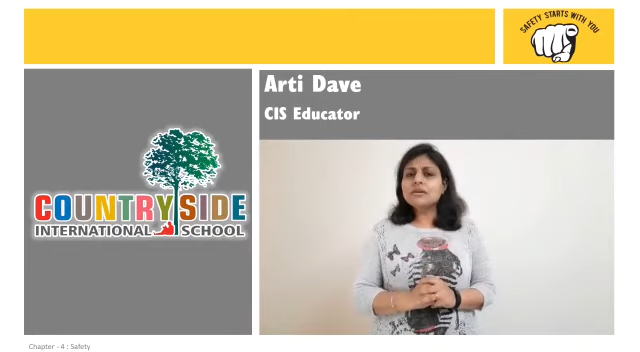 SAFETY STARTS WITH YOU
Arti Dave
CIS Educator
COUNTRYSIDE
INTERNATIONAL SCHOOL
Chapter - 4 : Safety